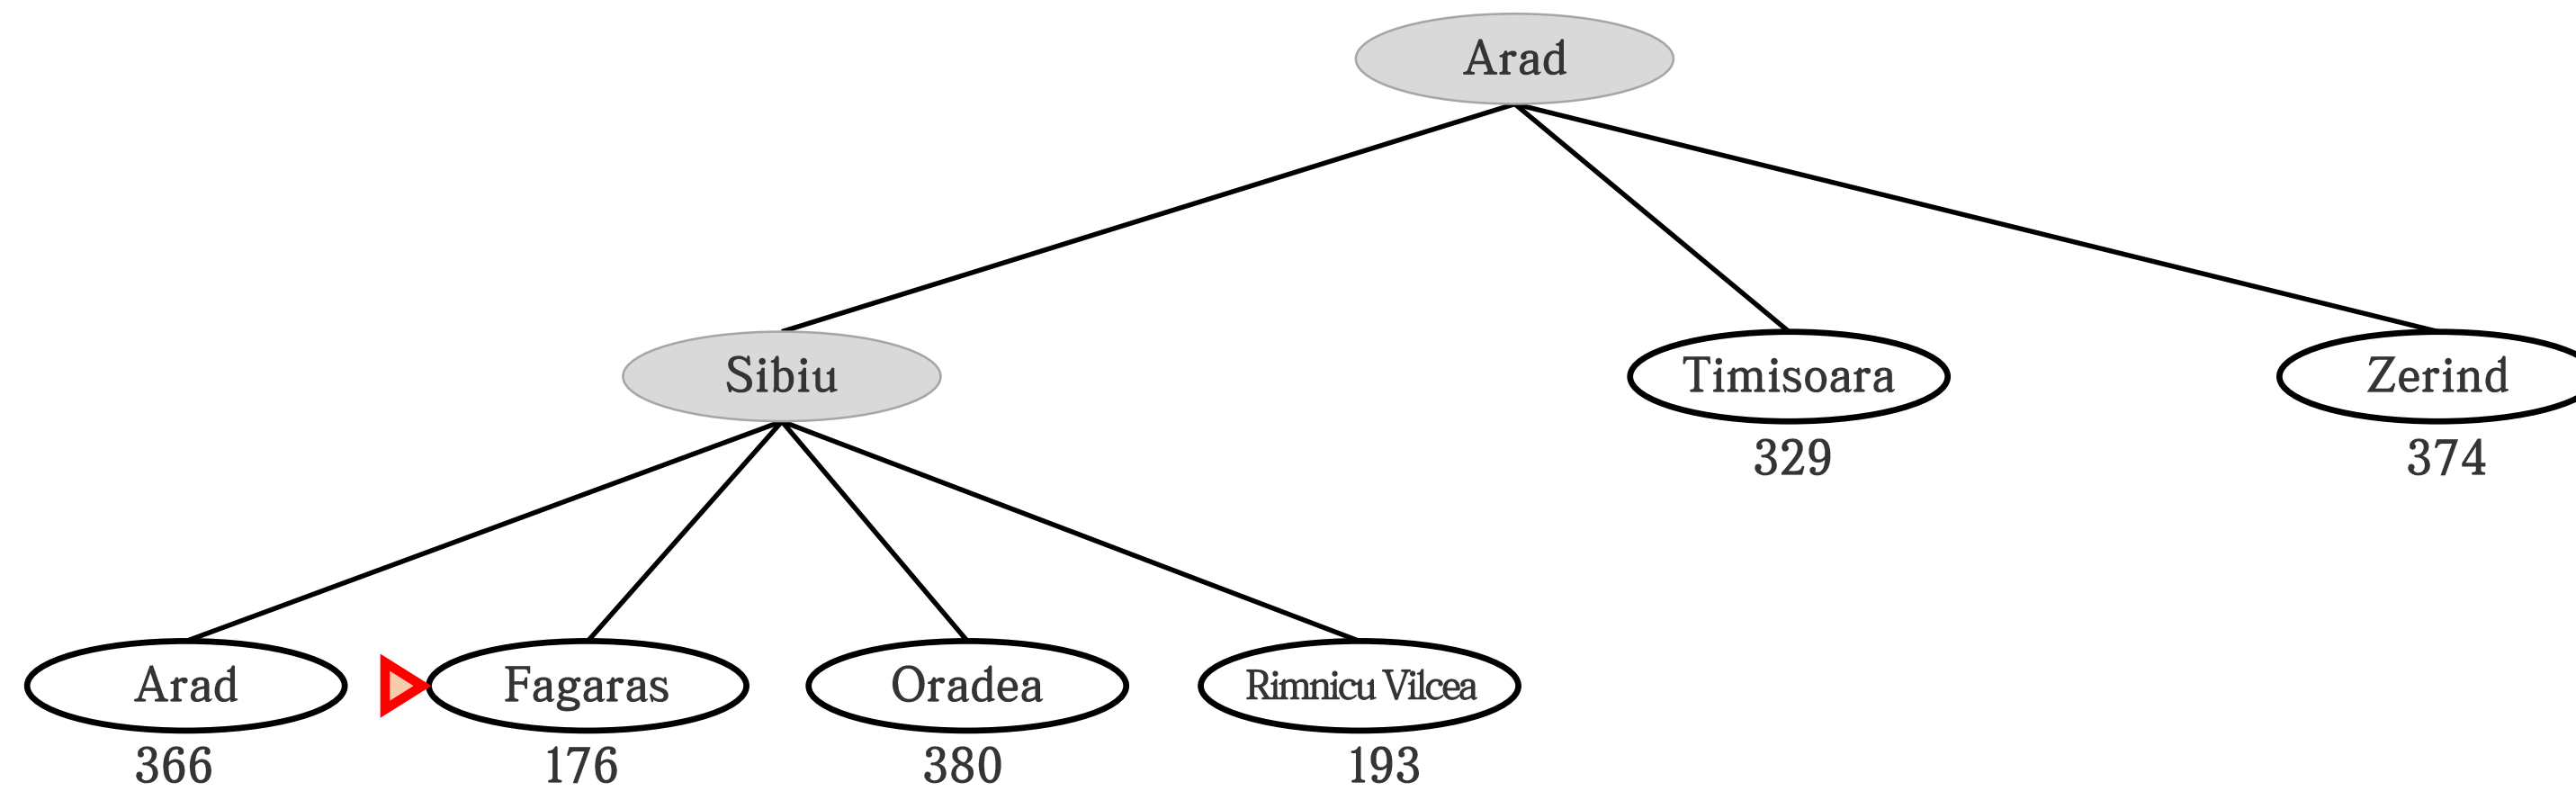 Arad
Sibiu
Timisoara
Zerind
329
374
Arad
Fagaras
Oradea
Rimnicu Vilcea
366
176
380
193